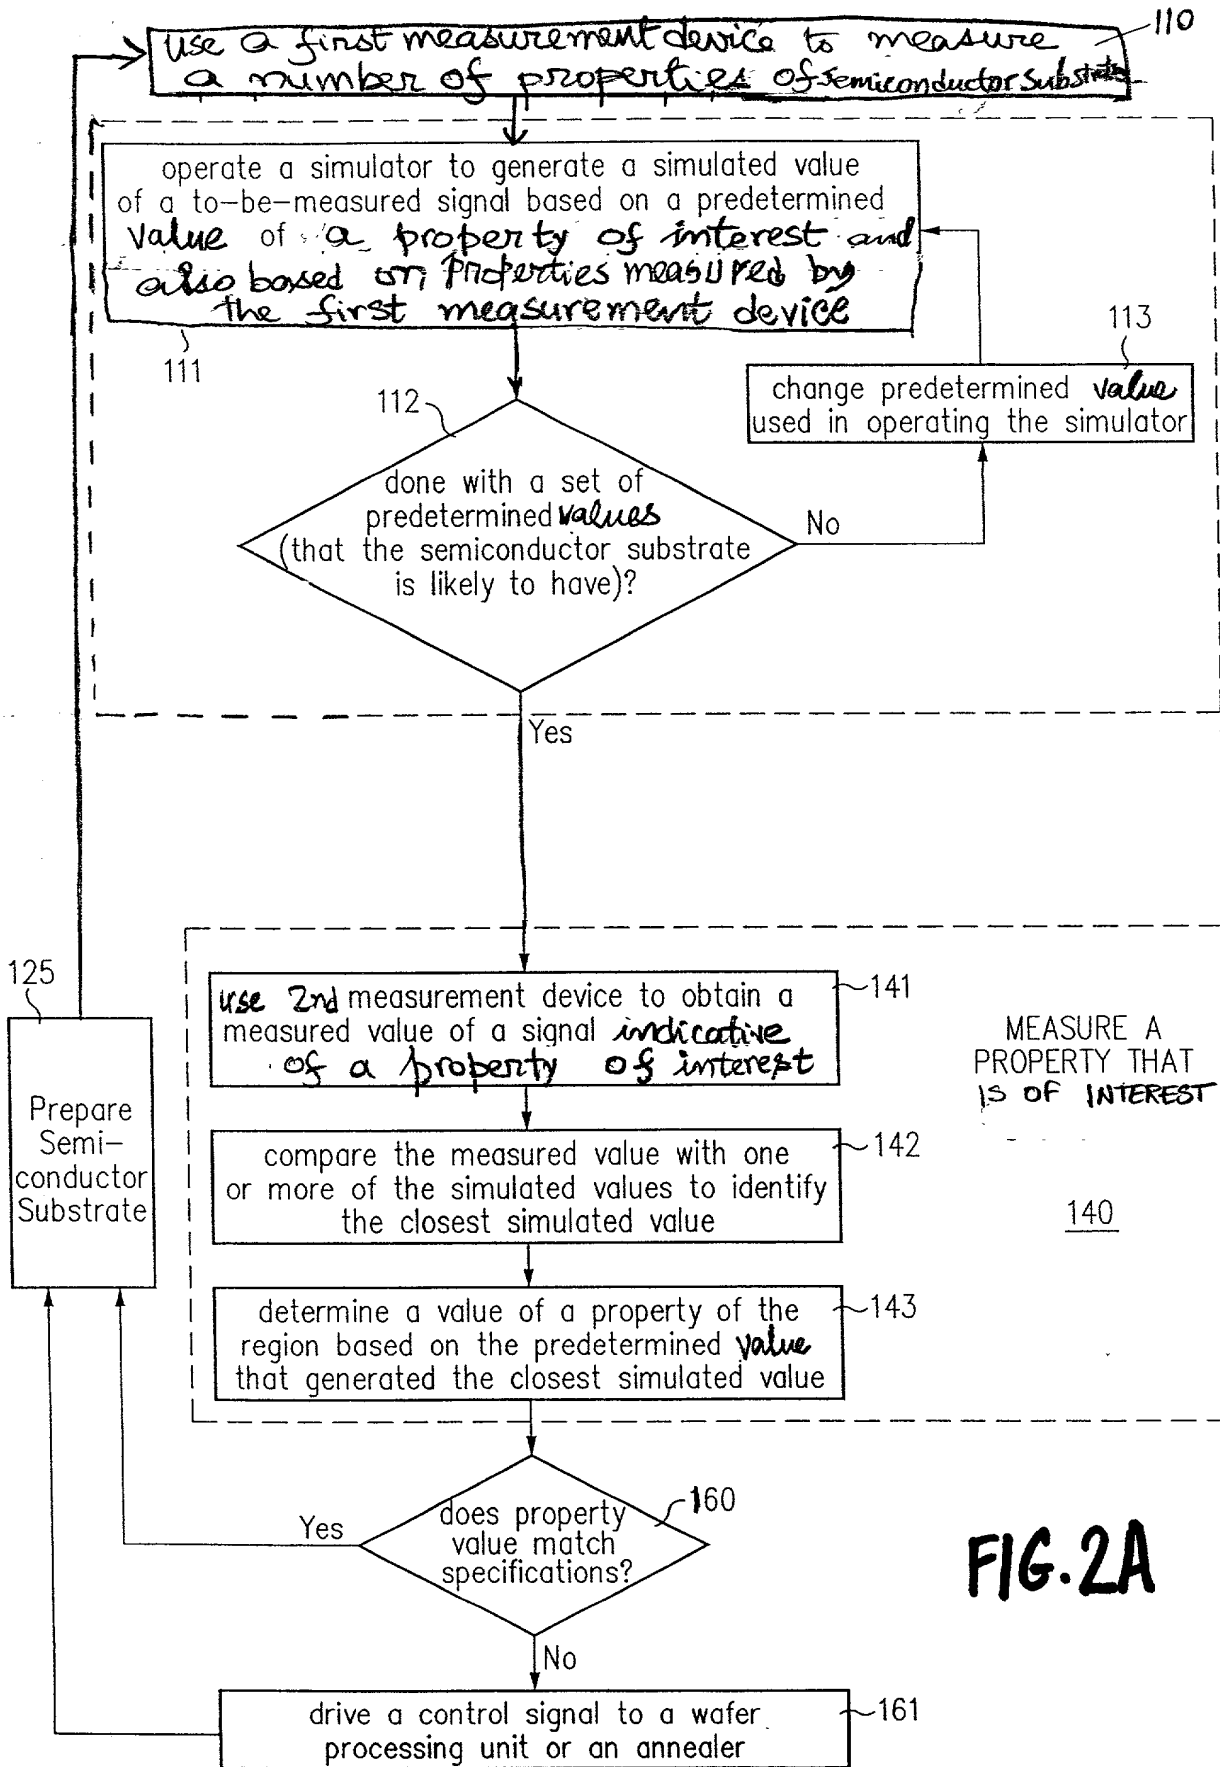 110
use a first measurement device to measure
a number of properties of semiconductor substrate
operate a simulator to generate a simulated value
of a to-be-measured signal based on a predetermined
value of a property of interest and
also based on properties measured by
the first measurement device
111
113
change predetermined value
used in operating the simulator
112
done with a set of
predetermined values
(that the semiconductor substrate
is likely to have)?
No
Yes
125
Prepare
Semi-
conductor
Substrate
use 2nd measurement device to obtain a
measured value of a signal indicative
of a property of interest
141
MEASURE A
PROPERTY THAT
IS OF INTEREST
140
compare the measured value with one
or more of the simulated values to identify
the closest simulated value
142
determine a value of a property of the
region based on the predetermined value
that generated the closest simulated value
143
does property
value match
specifications?
160
Yes
No
FIG.2A
drive a control signal to a wafer
processing unit or an annealer
161